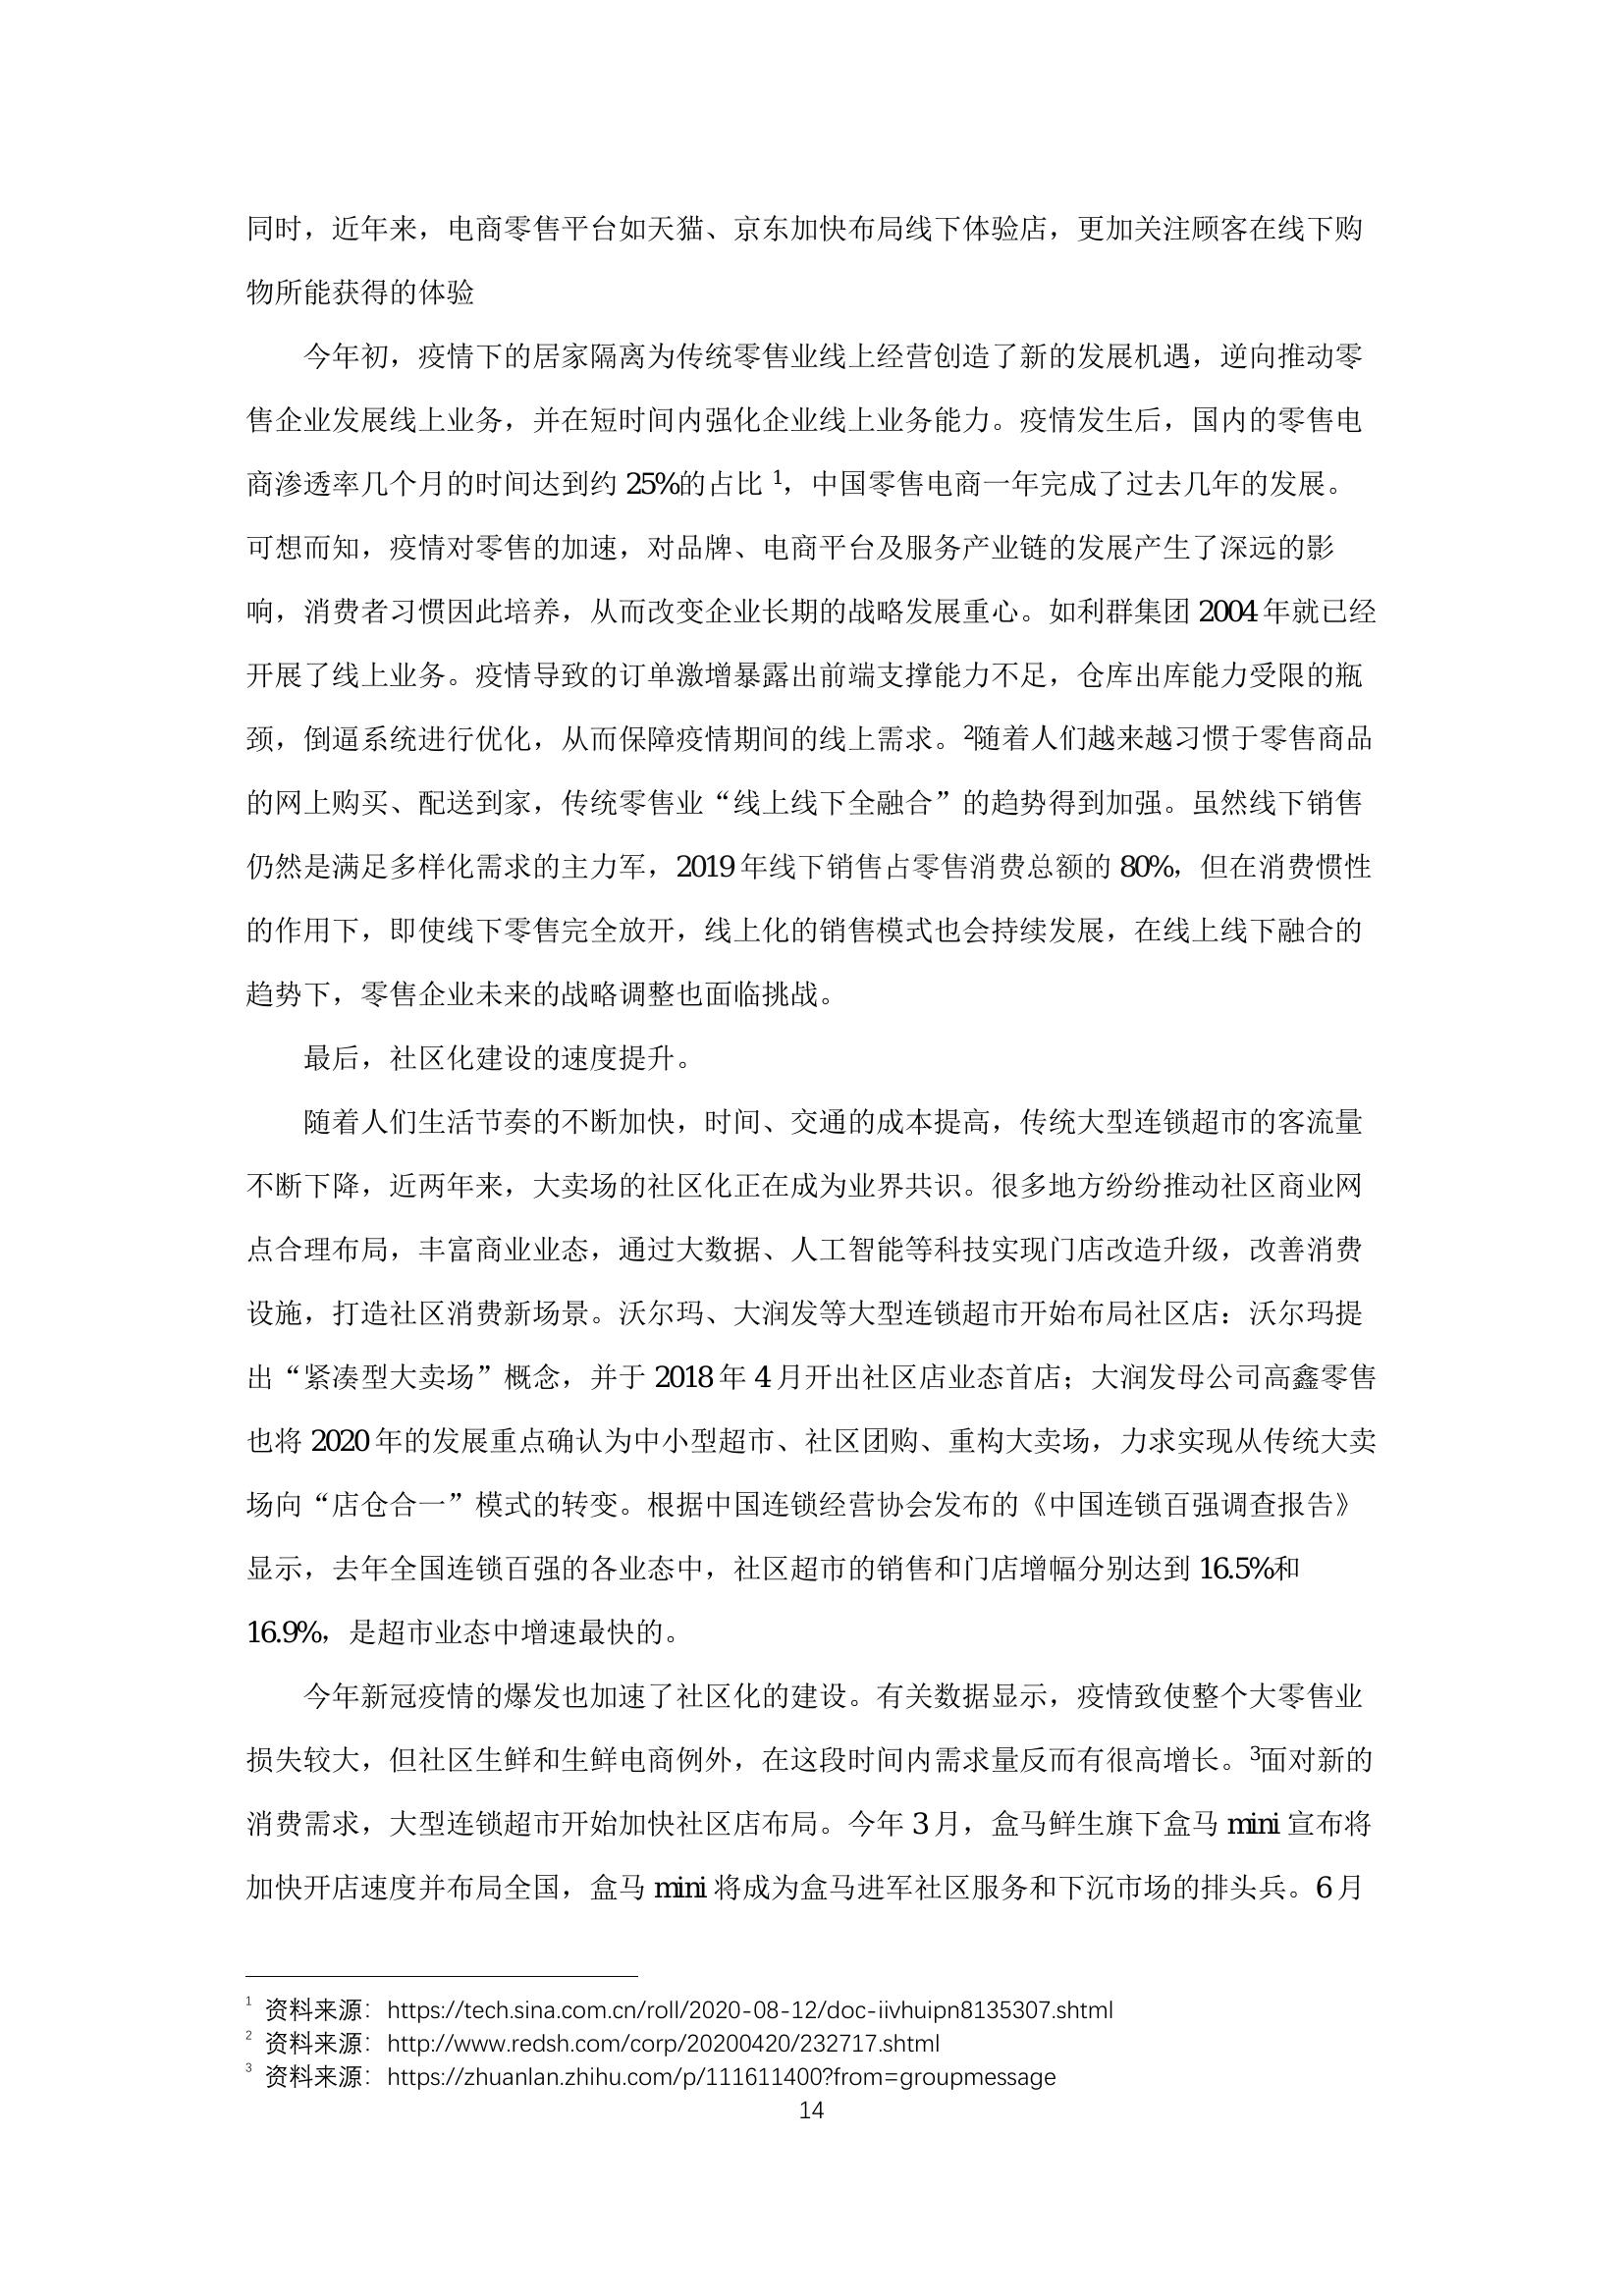 同时，近年来，电商零售平台如天猫、京东加快布局线下体验店，更加关注顾客在线下购
物所能获得的体验
今年初，疫情下的居家隔离为传统零售业线上经营创造了新的发展机遇，逆向推动零
售企业发展线上业务，并在短时间内强化企业线上业务能力。疫情发生后，国内的零售电
商渗透率几个月的时间达到约 25%的占比 1，中国零售电商一年完成了过去几年的发展。
可想而知，疫情对零售的加速，对品牌、电商平台及服务产业链的发展产生了深远的影
响，消费者习惯因此培养，从而改变企业长期的战略发展重心。如利群集团 2004 年就已经
开展了线上业务。疫情导致的订单激增暴露出前端支撑能力不足，仓库出库能力受限的瓶
颈，倒逼系统进行优化，从而保障疫情期间的线上需求。2随着人们越来越习惯于零售商品
的网上购买、配送到家，传统零售业“线上线下全融合”的趋势得到加强。虽然线下销售
仍然是满足多样化需求的主力军，2019 年线下销售占零售消费总额的 80%，但在消费惯性
的作用下，即使线下零售完全放开，线上化的销售模式也会持续发展，在线上线下融合的
趋势下，零售企业未来的战略调整也面临挑战。
最后，社区化建设的速度提升。
随着人们生活节奏的不断加快，时间、交通的成本提高，传统大型连锁超市的客流量
不断下降，近两年来，大卖场的社区化正在成为业界共识。很多地方纷纷推动社区商业网
点合理布局，丰富商业业态，通过大数据、人工智能等科技实现门店改造升级，改善消费
设施，打造社区消费新场景。沃尔玛、大润发等大型连锁超市开始布局社区店：沃尔玛提
出“紧凑型大卖场”概念，并于 2018 年 4 月开出社区店业态首店；大润发母公司高鑫零售
也将 2020 年的发展重点确认为中小型超市、社区团购、重构大卖场，力求实现从传统大卖
场向“店仓合一”模式的转变。根据中国连锁经营协会发布的《中国连锁百强调查报告》
显示，去年全国连锁百强的各业态中，社区超市的销售和门店增幅分别达到 16.5%和
16.9%，是超市业态中增速最快的。
今年新冠疫情的爆发也加速了社区化的建设。有关数据显示，疫情致使整个大零售业
损失较大，但社区生鲜和生鲜电商例外，在这段时间内需求量反而有很高增长。3面对新的
消费需求，大型连锁超市开始加快社区店布局。今年 3 月，盒马鲜生旗下盒马 mini 宣布将
加快开店速度并布局全国，盒马 mini 将成为盒马进军社区服务和下沉市场的排头兵。6 月
1 资料来源：https://tech.sina.com.cn/roll/2020-08-12/doc-iivhuipn8135307.shtml
2 资料来源：http://www.redsh.com/corp/20200420/232717.shtml
3 资料来源：https://zhuanlan.zhihu.com/p/111611400?from=groupmessage
14